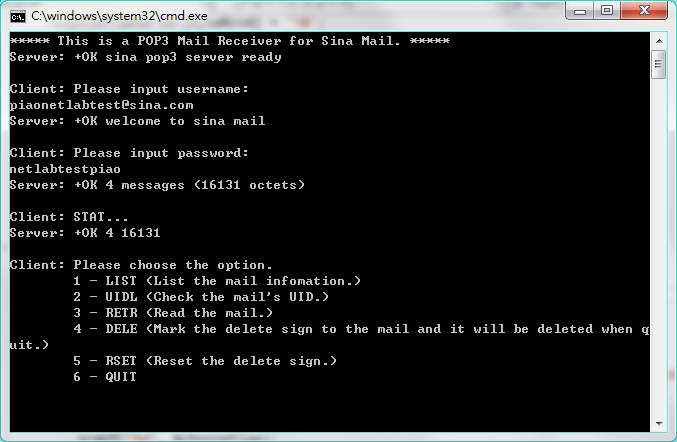 C:\windows\system32\cmd.exe
***** This is a POP3 Mail Receiver for Sina Mail. *****
Server: +OK sina pop3 server ready
Client: Please input username:
piaonetlabtest@sina.com
Server: +OK welcome to sina mail
Client: Please input password:
netlabtestpiao
Server: +OK 4 messages (16131 octets)
Client: STAT...
Server: +OK 4 16131
Client: Please choose the option.
1 - LIST (List the mail infomation.)
2 - UIDL (Check the mail's UID.)
3 - RETR (Read the mail.)
4 - DELE (Mark the delete sign to the mail and it will be deleted when q
uit.)
5 - RSET (Reset the delete sign.)
6 - QUIT